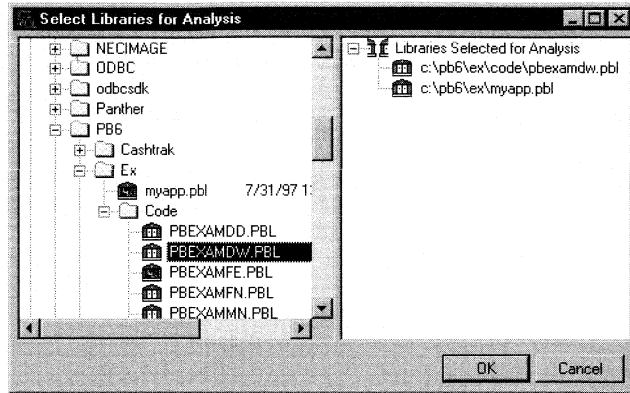 Select Libraries for Analysis
NECIMAGE
ODBC
odbcsdk
Panther
PB6
Cashtrak
Ex
myapp.pbl 7/31/97 1
Code
PBEXAMDD.PBL
PBEXAMDW.PBL
PBEXAMFE.PBL
PBEXAMFN.PBL
PBEXAMMN.PBL
Libraries Selected for Analysis
c:\pb6\ex\code\pbexamdw.pbl
c:\pb6\ex\myapp.pbl
OK
Cancel